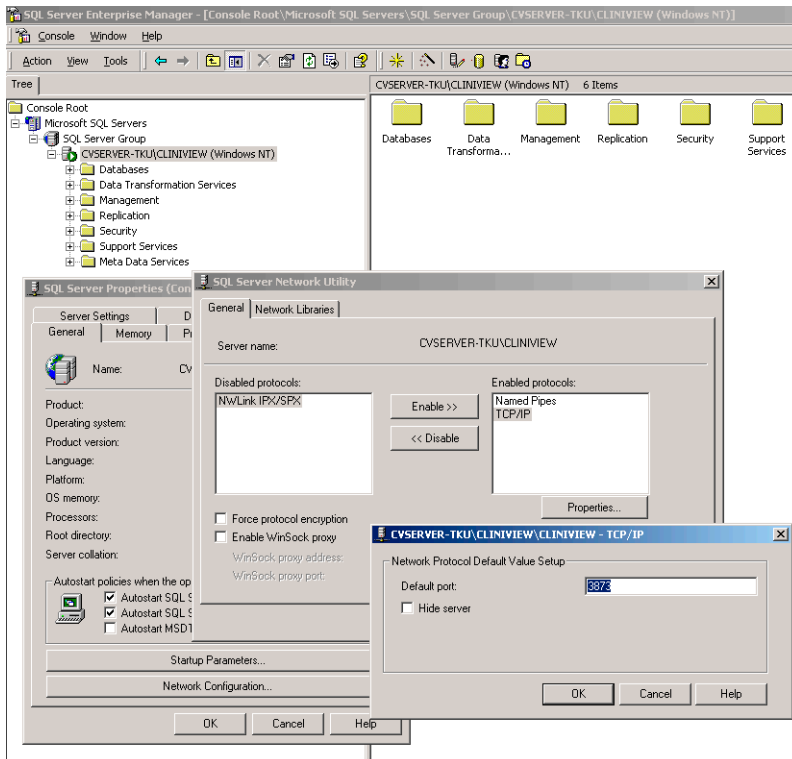 SQL Server Enterprise Manager - [Console Root\Microsoft SQL Servers\SQL Server Group\CVSERVER-TKU\CLINIVIEW (Windows NT)]
Console Window Help
Action View Tools
Tree
CVSERVER-TKU\CLINIVIEW (Windows NT) 6 Items
Console Root
Microsoft SQL Servers
SQL Server Group
CVSERVER-TKU\CLINIVIEW (Windows NT)
Databases
Data Transformation Services
Management
Replication
Security
Support Services
Meta Data Services
Databases
Data Transforma...
Management
Replication
Security
Support Services
SQL Server Properties (Con
Server Settings D
General Memory P
Name: CV
Product:
Operating system:
Product version:
Language:
Platform:
OS memory:
Processors:
Root directory:
Server collation:
Autostart policies when the op
Autostart SQL S
Autostart SQL S
Autostart MSDT
Startup Parameters...
Network Configuration...
OK Cancel Help
SQL Server Network Utility
General Network Libraries
Server name: CVSERVER-TKU\CLINIVIEW
Disabled protocols:
NWLink IPX/SPX
Enable >>
<< Disable
Enabled protocols:
Named Pipes
TCP/IP
Properties...
Force protocol encryption
Enable WinSock proxy
WinSock proxy address:
WinSock proxy port:
CVSERVER-TKU\CLINIVIEW\CLINIVIEW - TCP/IP
Network Protocol Default Value Setup
Default port: 3873
Hide server
OK Cancel Help